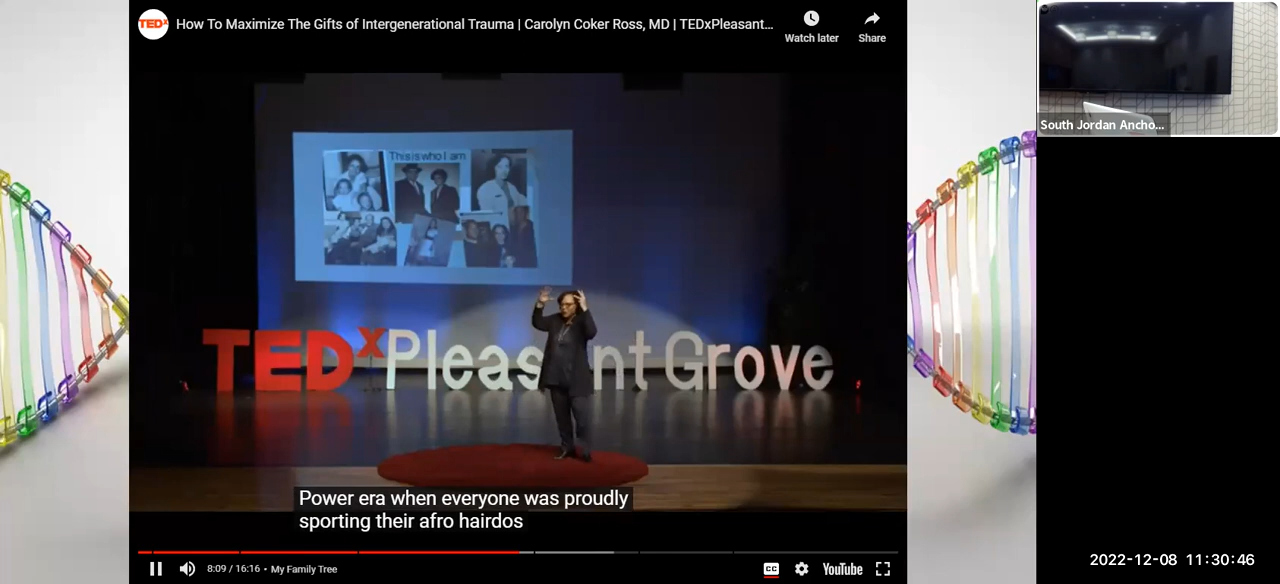 TEDx
How To Maximize The Gifts of Intergenerational Trauma | Carolyn Coker Ross, MD | TEDxPleasant...
Watch later
Share
South Jordan Ancho...
This is who I am
TEDxPleasant Grove
Power era when everyone was proudly
sporting their afro hairdos
8:09 / 16:16 • My Family Tree
CC
YouTube
2022-12-08 11:30:46